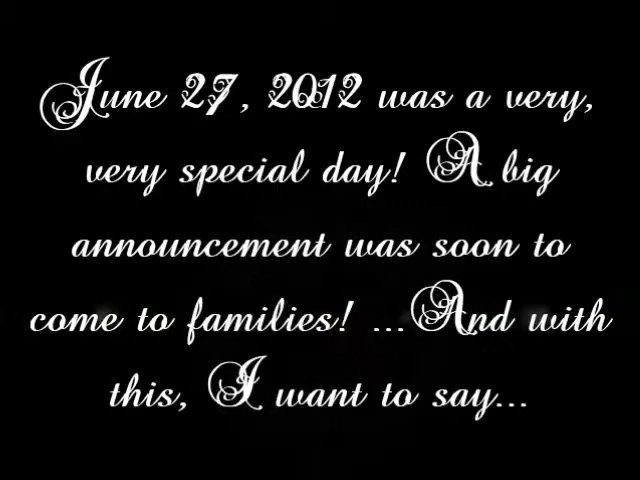 June 27, 2012 was a very,
very special day! A big
announcement was soon to
come to families! ...And with
this, I want to say...